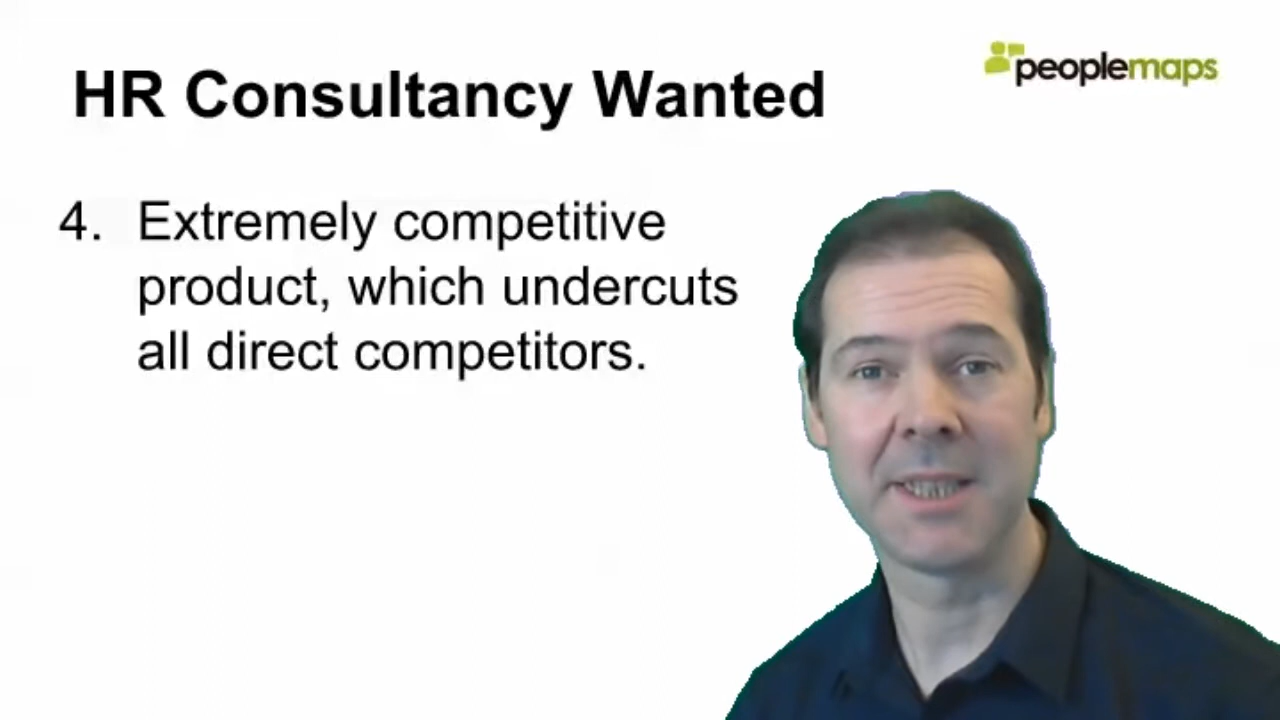 HR Consultancy Wanted
peoplemaps
4. Extremely competitive
product, which undercuts
all direct competitors.